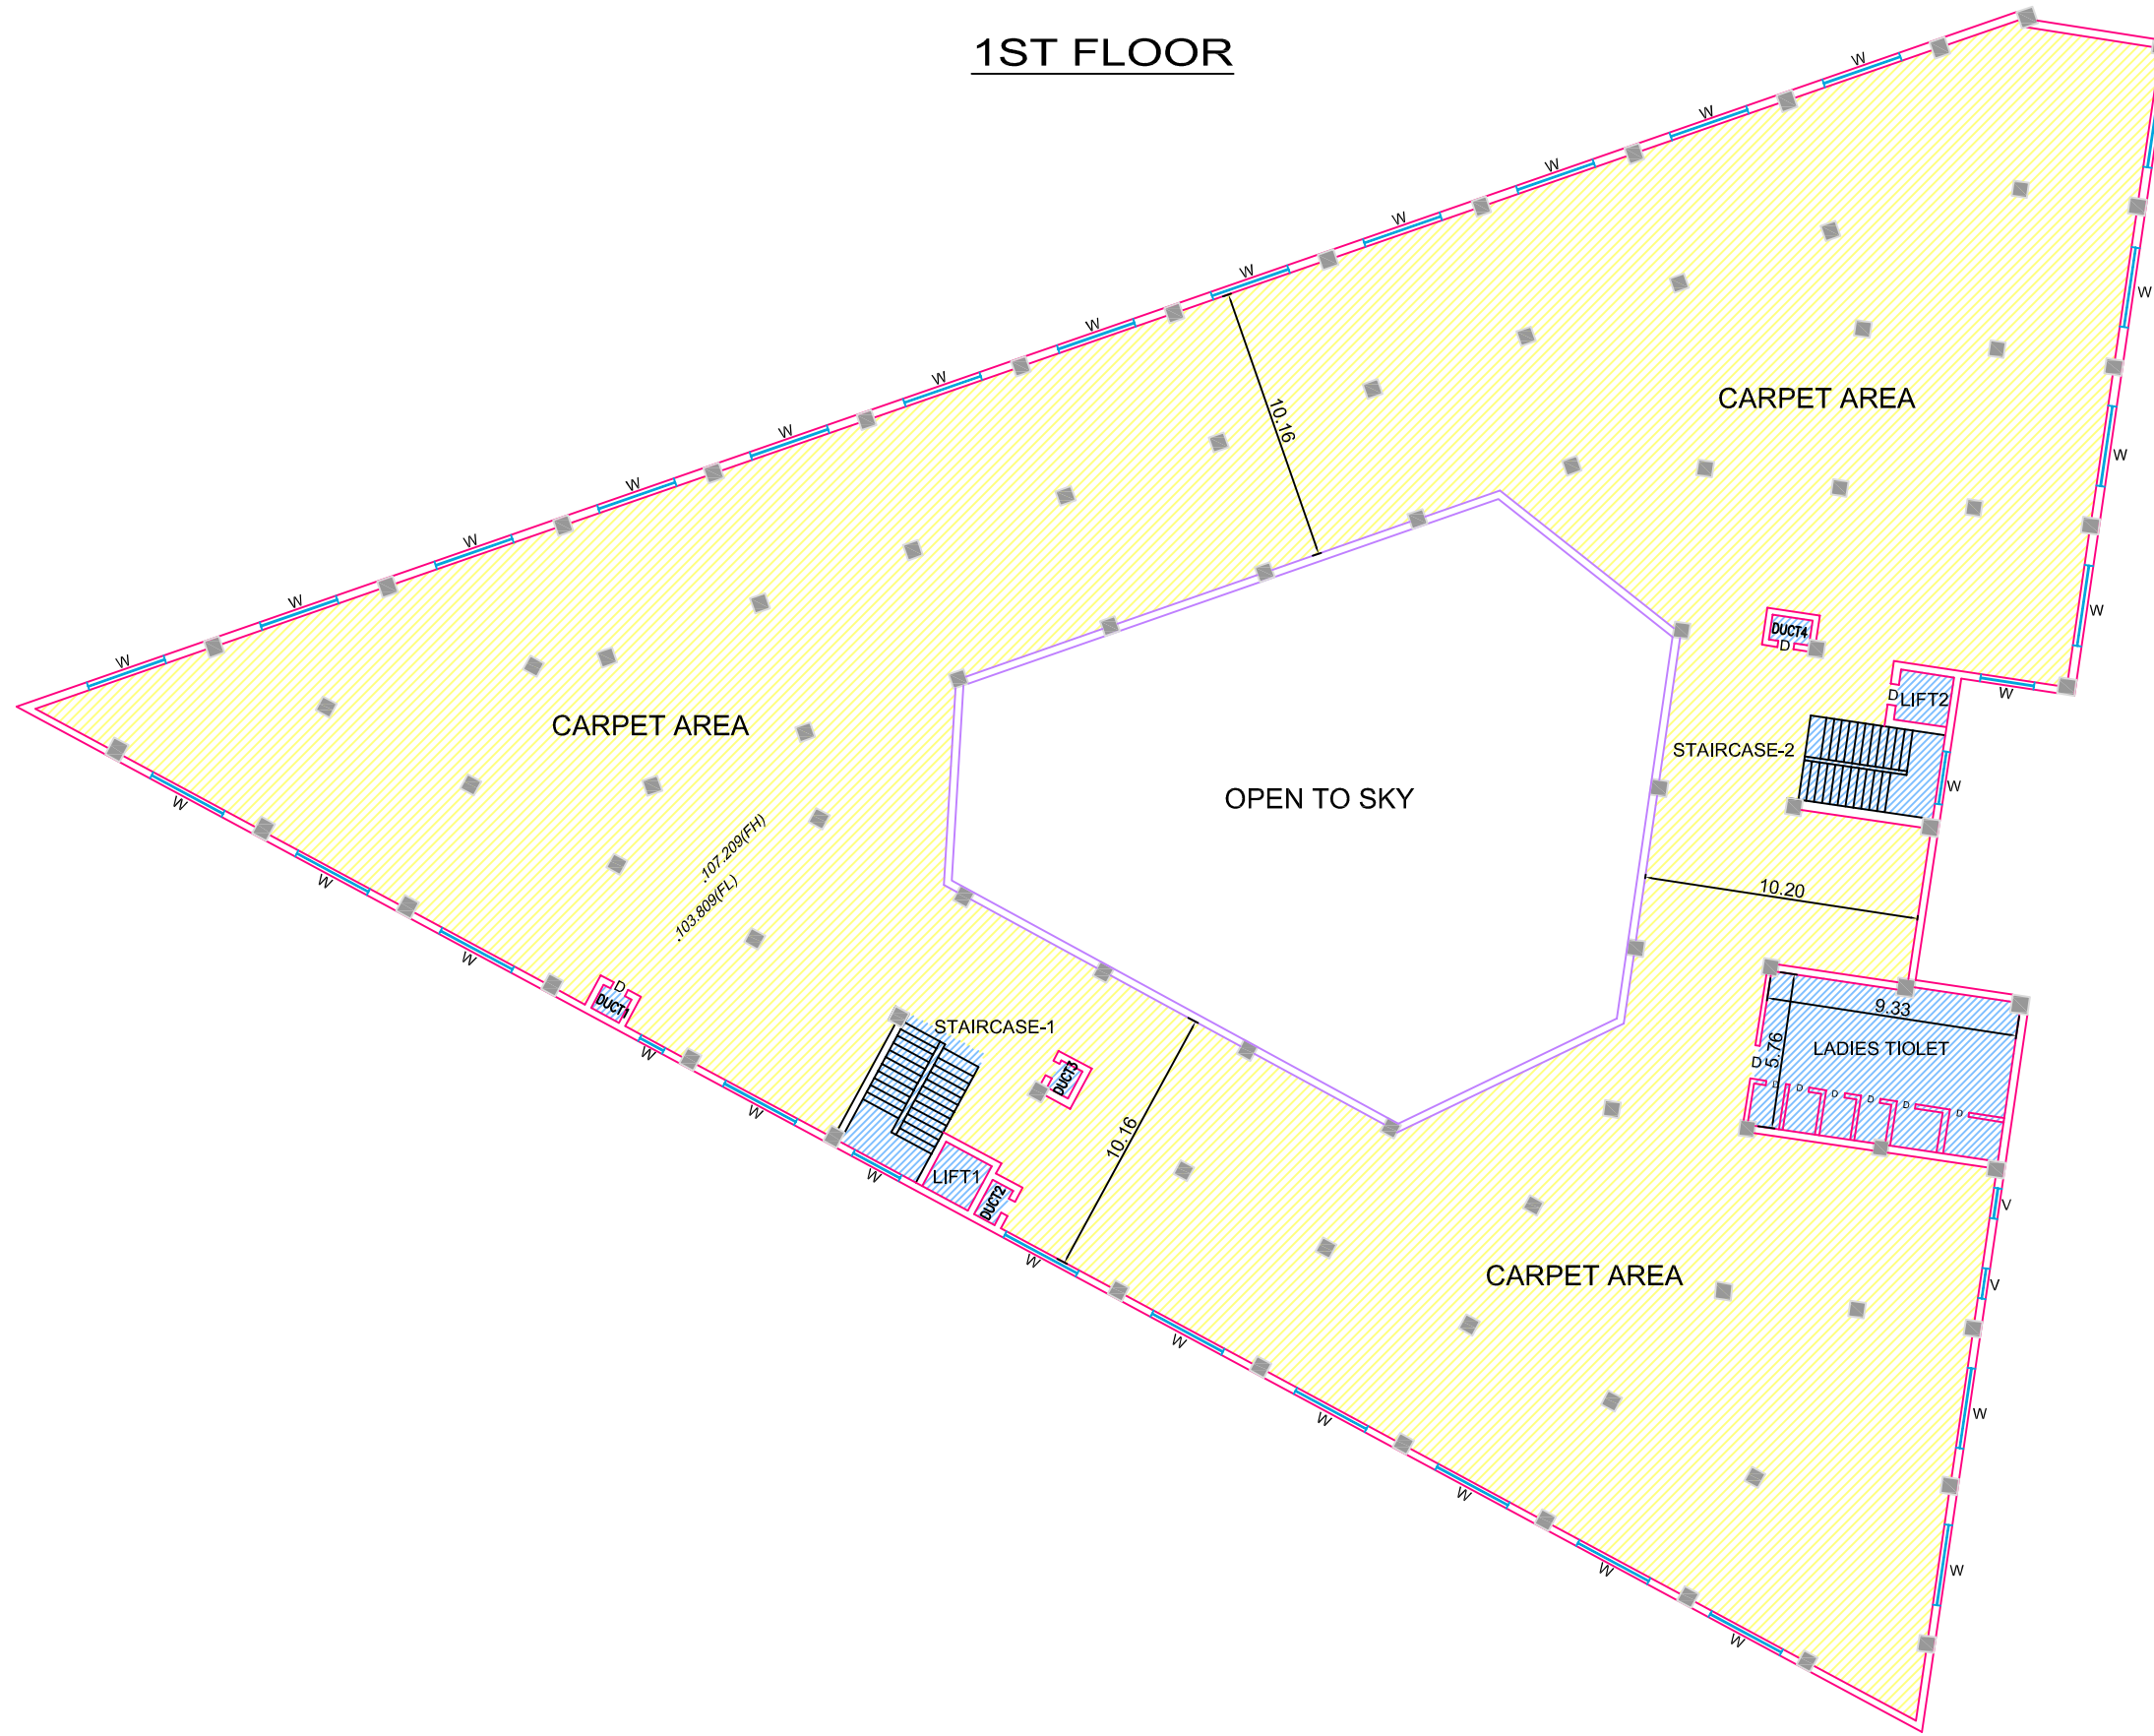 1ST FLOOR
W
W
W
W
W
W
W
W
W
W
W
W
W
W
10.16
CARPET AREA
W
W
DUCT4
D
D
LIFT2
W
CARPET AREA
STAIRCASE-2
W
OPEN TO SKY
W
.107.209(FH)
.103.809(FL)
W
W
10.20
D
DUCT1
9.33
STAIRCASE-1
W
5.76
LADIES TIOLET
D
D
D
D
D
D
D
DUCT3
W
10.16
W
LIFT1
DUCT2
V
W
CARPET AREA
V
W
W
W
W
W
W
W